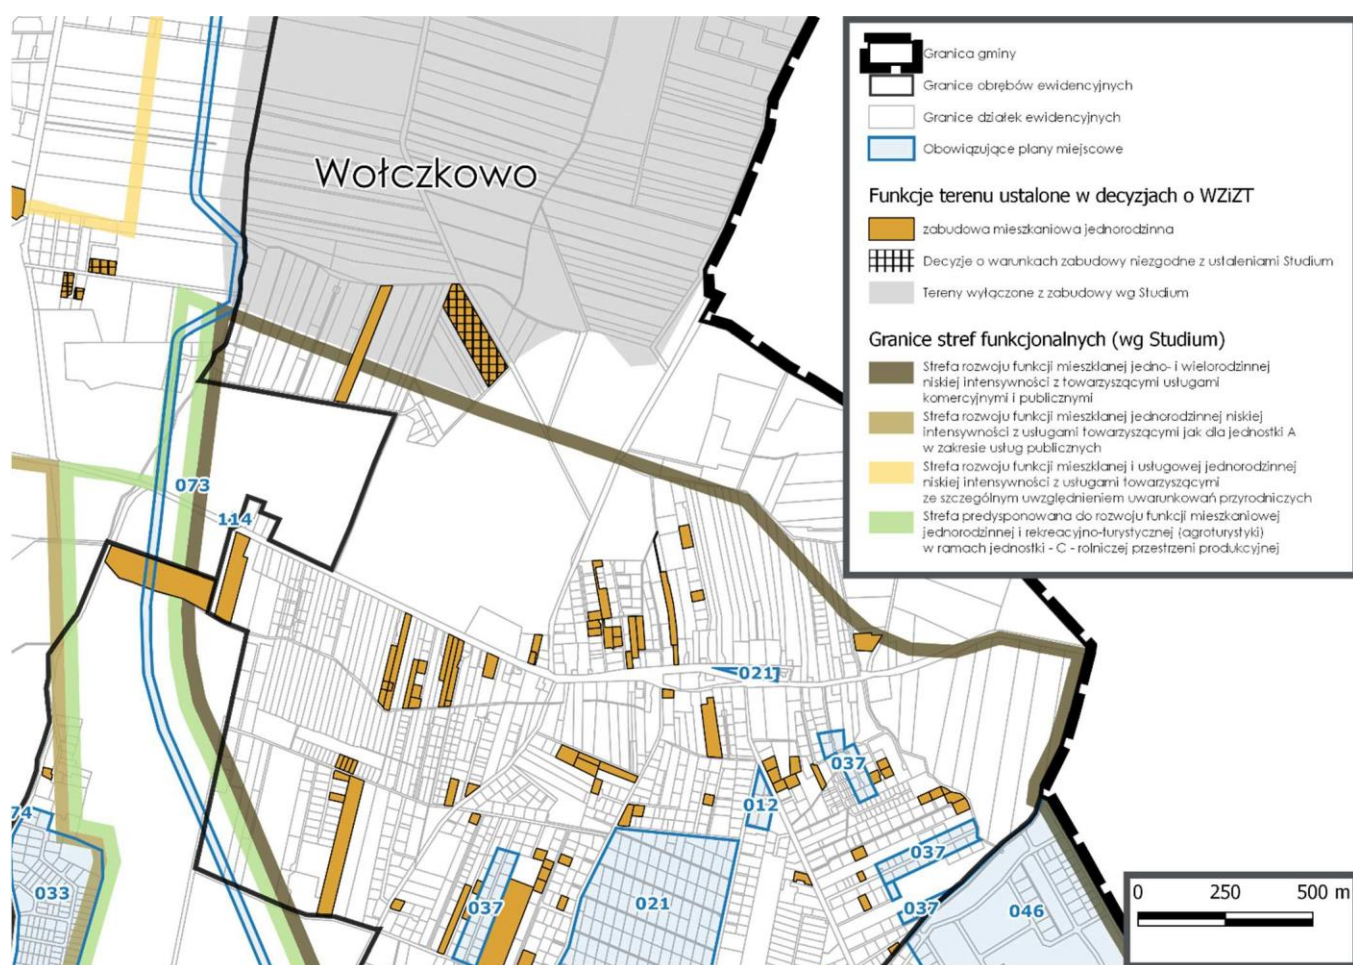 Wołczkowo
073
114
021
037
012
037
037
021
037
046
74
033
Granica gminy
Granice obrębów ewidencyjnych
Granice działek ewidencyjnych
Obowiązujące plany miejscowe
Funkcje terenu ustalone w decyzjach o WZiZT
zabudowa mieszkaniowa jednorodzinna
Decyzje o warunkach zabudowy niezgodne z ustaleniami Studium
Tereny wyłączone z zabudowy wg Studium
Granice stref funkcjonalnych (wg Studium)
Strefa rozwoju funkcji mieszklanej jedno- i wielorodzinnej
niskiej intensywności z towarzyszącymi usługami
komercyjnymi i publicznymi
Strefa rozwoju funkcji mieszklanej jednorodzinnej niskiej
intensywności z usługami towarzyszącymi jak dla jednostki A
w zakresie usług publicznych
Strefa rozwoju funkcji mieszklanej i usługowej jednorodzinnej
niskiej intensywności z usługami towarzyszącymi
ze szczególnym uwzględnieniem uwarunkowań przyrodniczych
Strefa predysponowana do rozwoju funkcji mieszkaniowej
jednorodzinnej i rekreacyjno-turystycznej (agroturystyki)
w ramach jednostki - C - rolniczej przestrzeni produkcyjnej
0 250 500 m